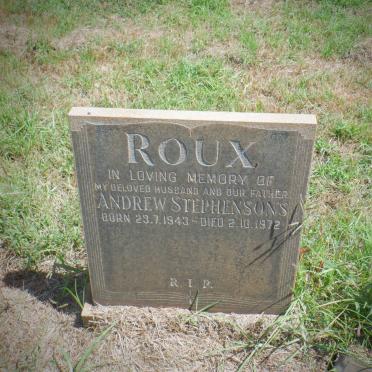 ROUX
IN LOVING MEMORY OF
MY BELOVED HUSBAND AND OUR FATHER
ANDREW STEPHENSONS
BORN 23.7.1943 - DIED 2.10.1972
R.I.P.